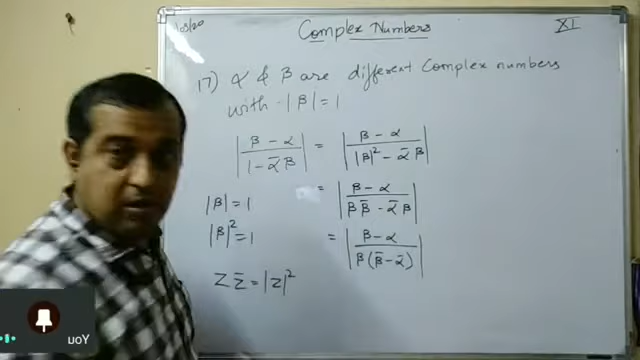 Complex Numbers
XI
17) α & β are different Complex numbers
with |β| = 1
|β - α / 1 - ᾱβ| = |β - α / |β|² - ᾱβ|
|β| = 1 = |β - α / ββ̄ - ᾱβ|
|β|² = 1 = |β - α / β(β̄ - ᾱ)|
Z Z̄ = |Z|²
You